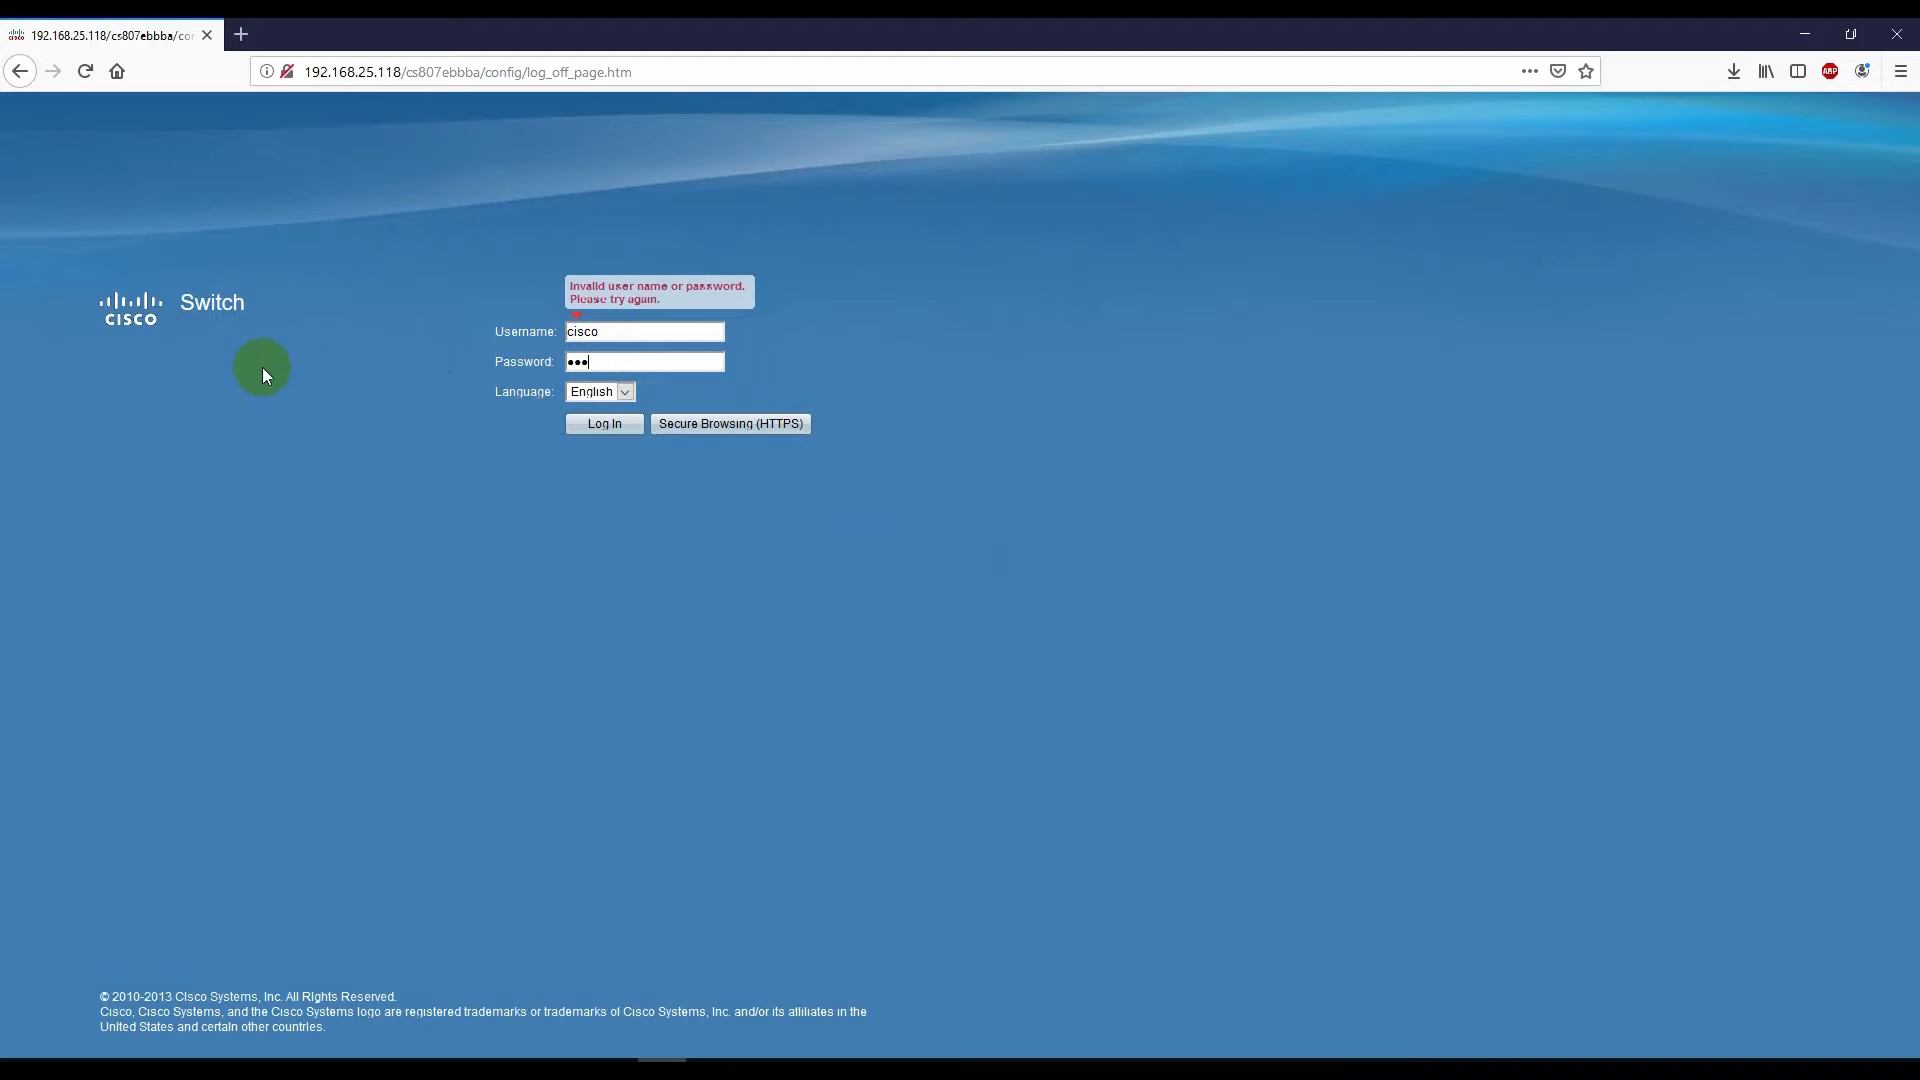 192.168.25.118/cs807ebbba/co
192.168.25.118/cs807ebbba/config/log_off_page.htm
ABP
CISCO
Switch
Invalid user name or password.
Please try again.
Username: cisco
Password: •••
Language: English
Log In Secure Browsing (HTTPS)
© 2010-2013 Cisco Systems, Inc. All Rights Reserved.
Cisco, Cisco Systems, and the Cisco Systems logo are registered trademarks or trademarks of Cisco Systems, Inc. and/or its affiliates in the
United States and certain other countries.